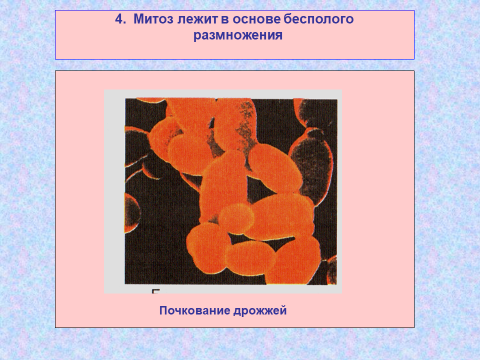 4. Митоз лежит в основе бесполого
размножения
Почкование дрожжей